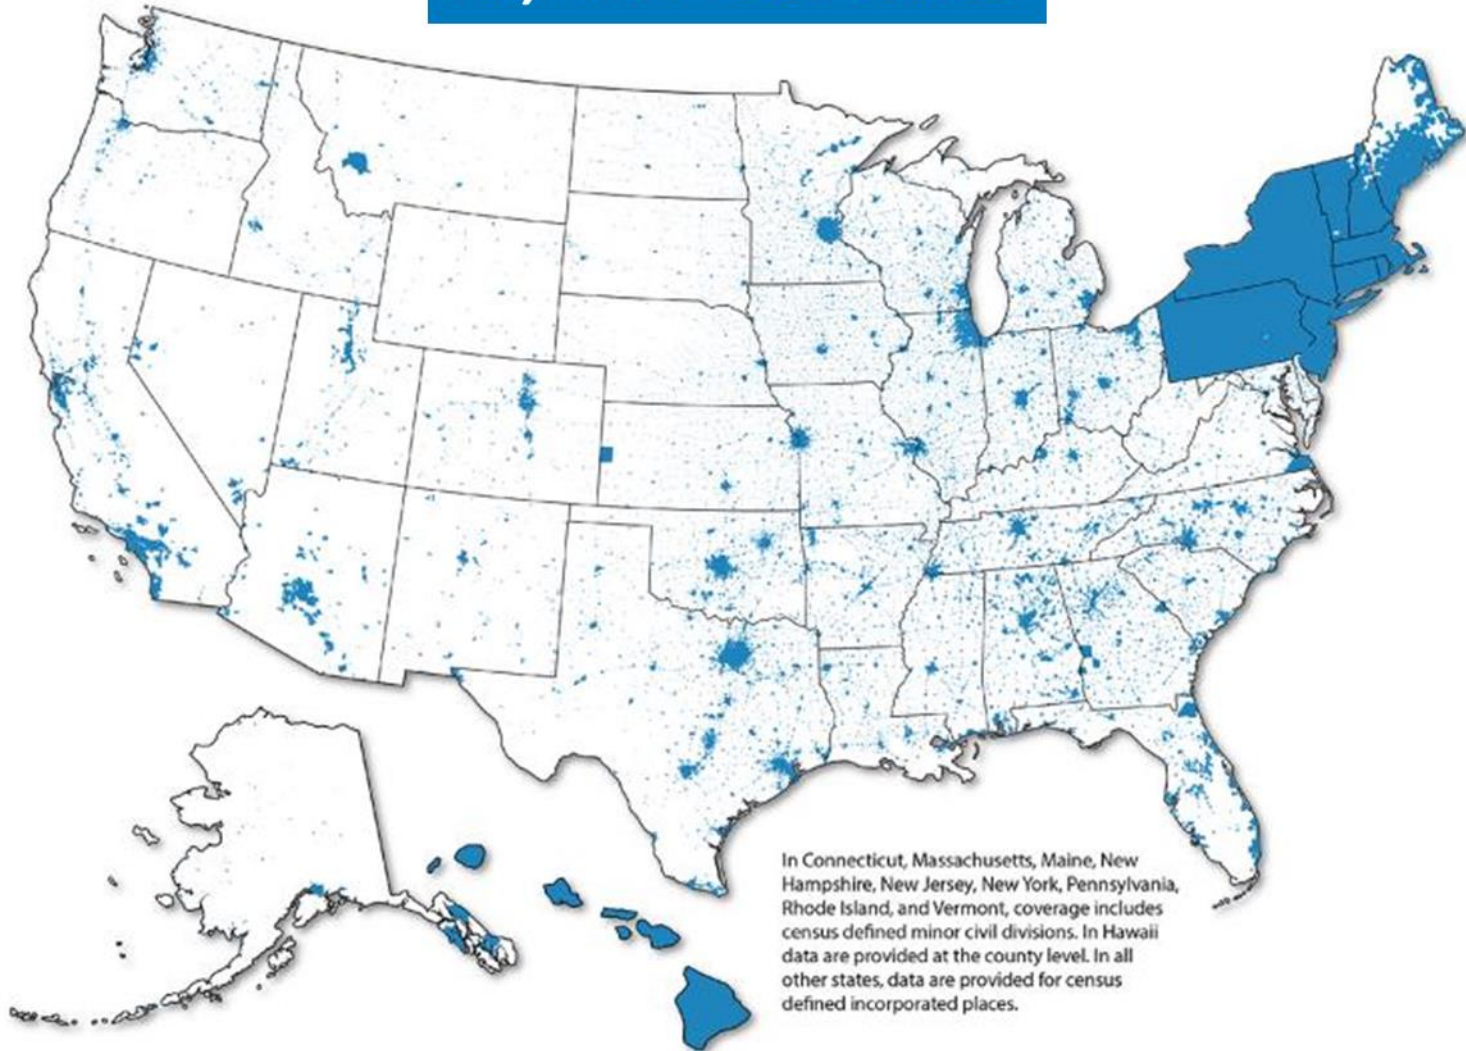 In Connecticut, Massachusetts, Maine, New
Hampshire, New Jersey, New York, Pennsylvania,
Rhode Island, and Vermont, coverage includes
census defined minor civil divisions. In Hawaii
data are provided at the county level. In all
other states, data are provided for census
defined incorporated places.